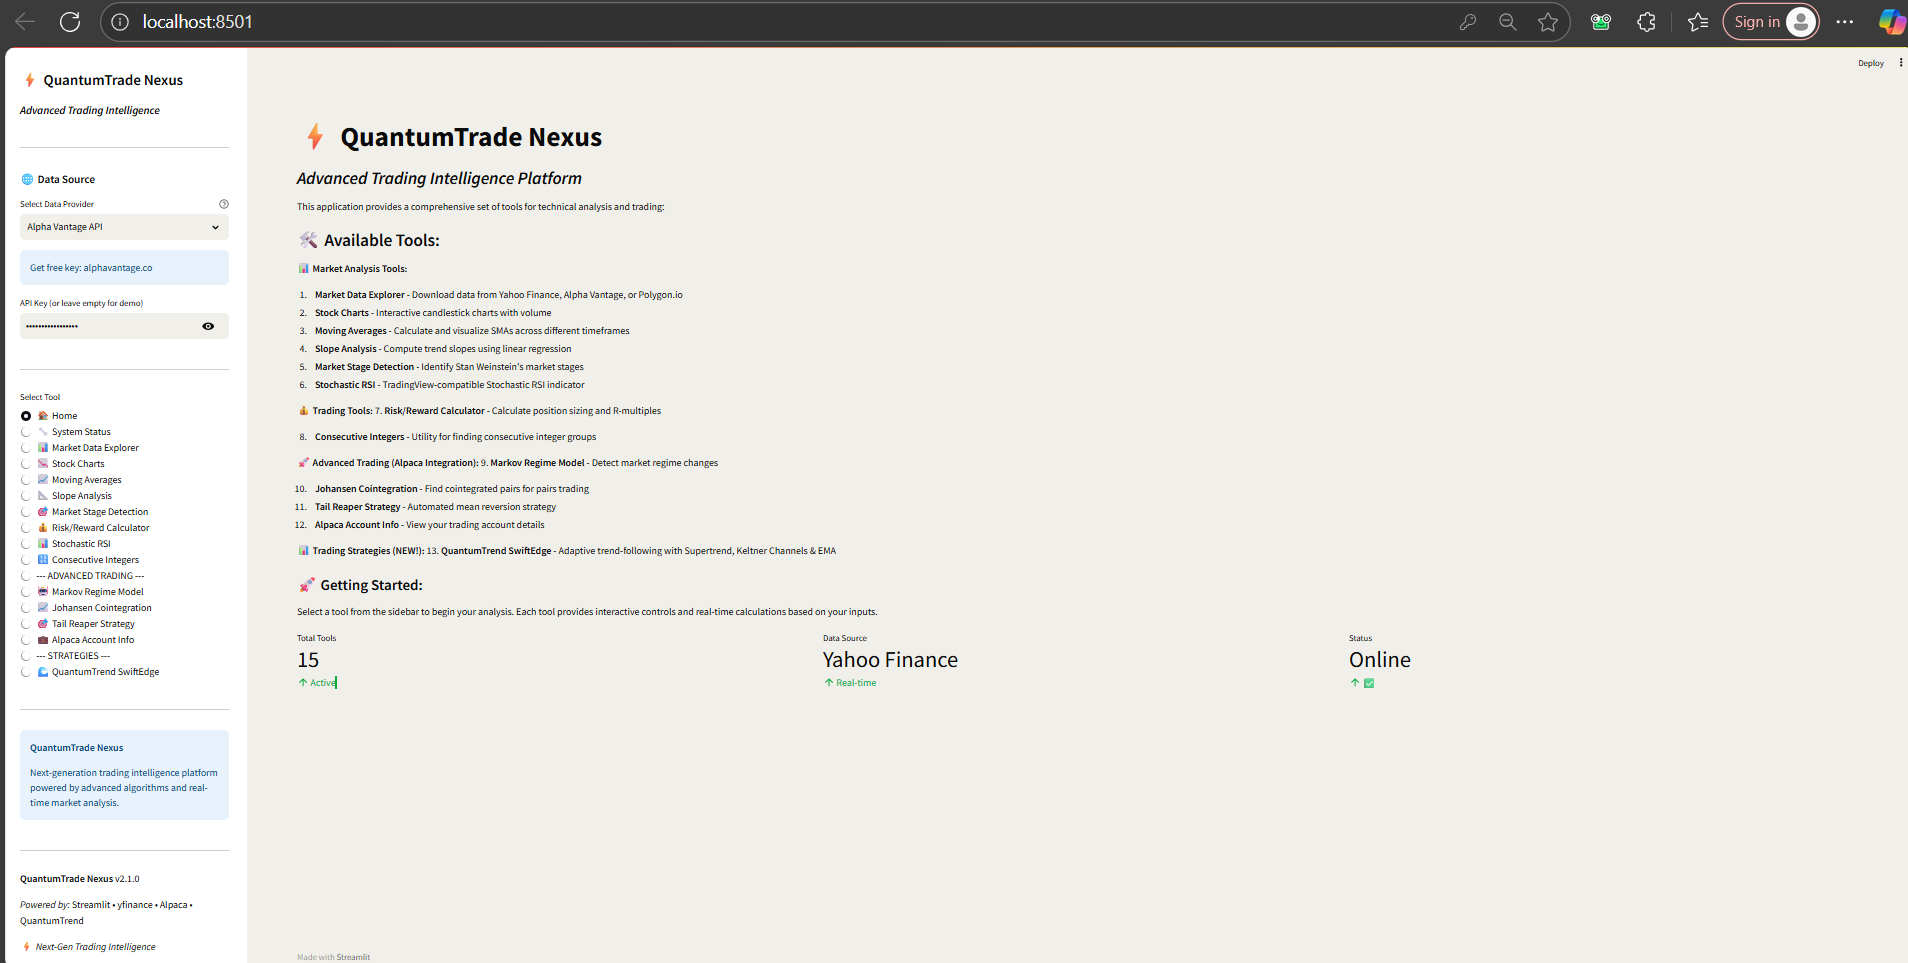 localhost:8501
Sign in
QuantumTrade Nexus
Advanced Trading Intelligence
Data Source
Select Data Provider
Alpha Vantage API
Get free key: alphavantage.co
API Key (or leave empty for demo)
••••••••••••••••
Select Tool
Home
System Status
Market Data Explorer
Stock Charts
Moving Averages
Slope Analysis
Market Stage Detection
Risk/Reward Calculator
Stochastic RSI
Consecutive Integers
--- ADVANCED TRADING ---
Markov Regime Model
Johansen Cointegration
Tail Reaper Strategy
Alpaca Account Info
--- STRATEGIES ---
QuantumTrend SwiftEdge
QuantumTrade Nexus
Next-generation trading intelligence platform
powered by advanced algorithms and real-
time market analysis.
QuantumTrade Nexus v2.1.0
Powered by: Streamlit • yfinance • Alpaca •
QuantumTrend
Next-Gen Trading Intelligence
Deploy
QuantumTrade Nexus
Advanced Trading Intelligence Platform
This application provides a comprehensive set of tools for technical analysis and trading:
Available Tools:
Market Analysis Tools:
1. Market Data Explorer - Download data from Yahoo Finance, Alpha Vantage, or Polygon.io
2. Stock Charts - Interactive candlestick charts with volume
3. Moving Averages - Calculate and visualize SMAs across different timeframes
4. Slope Analysis - Compute trend slopes using linear regression
5. Market Stage Detection - Identify Stan Weinstein's market stages
6. Stochastic RSI - TradingView-compatible Stochastic RSI indicator
Trading Tools: 7. Risk/Reward Calculator - Calculate position sizing and R-multiples
8. Consecutive Integers - Utility for finding consecutive integer groups
Advanced Trading (Alpaca Integration): 9. Markov Regime Model - Detect market regime changes
10. Johansen Cointegration - Find cointegrated pairs for pairs trading
11. Tail Reaper Strategy - Automated mean reversion strategy
12. Alpaca Account Info - View your trading account details
Trading Strategies (NEW!): 13. QuantumTrend SwiftEdge - Adaptive trend-following with Supertrend, Keltner Channels & EMA
Getting Started:
Select a tool from the sidebar to begin your analysis. Each tool provides interactive controls and real-time calculations based on your inputs.
Total Tools
15
↑ Active
Data Source
Yahoo Finance
↑ Real-time
Status
Online
↑ ✅
Made with Streamlit